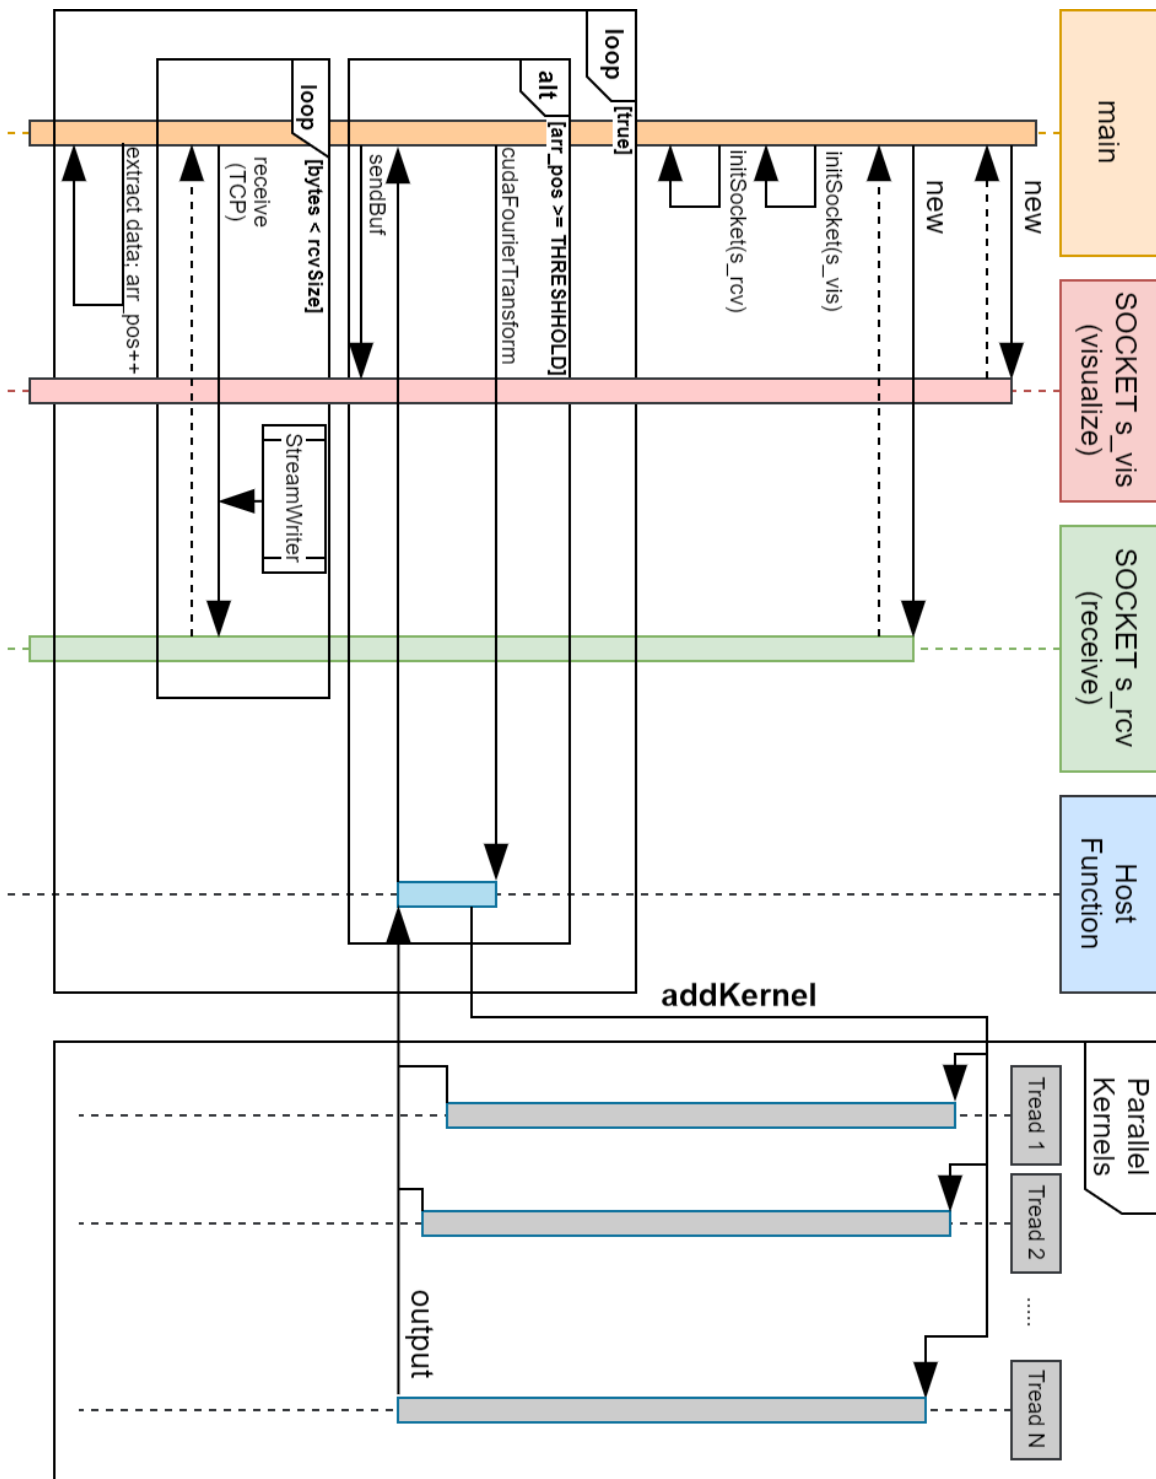 main
SOCKET s_vis
(visualize)
SOCKET s_rcv
(receive)
Host
Function
Parallel
Kernels
Tread 1
Tread 2
.....
Tread N
new
new
initSocket(s_vis)
initSocket(s_rcv)
loop
[true]
alt
[arr_pos >= THRESHHOLD]
cudaFourierTransform
addKernel
output
sendBuf
loop
[bytes < rcvSize]
receive
(TCP)
StreamWriter
extract data; arr_pos++